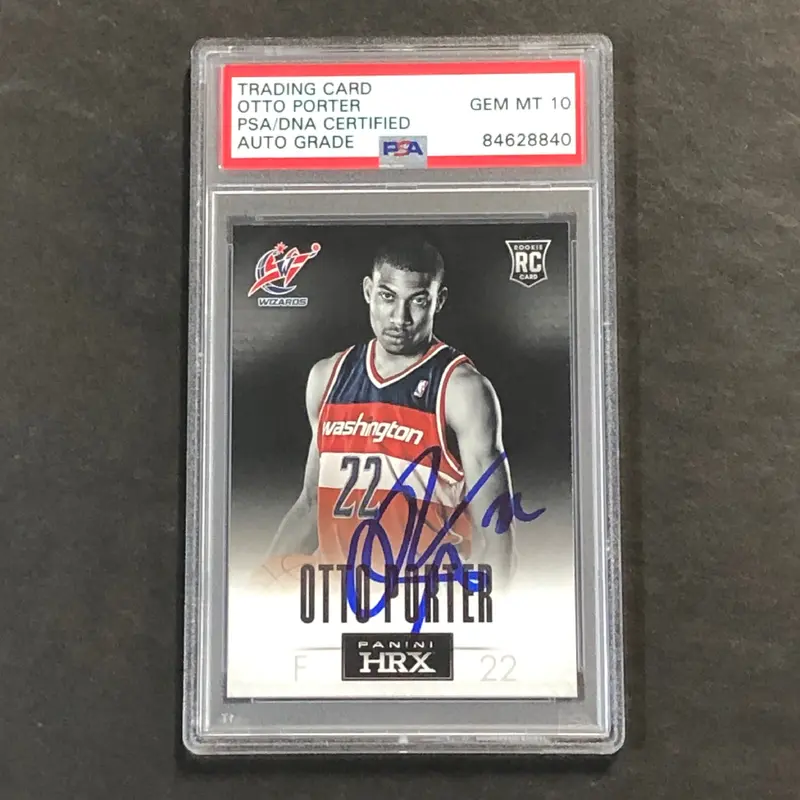 TRADING CARD
OTTO PORTER GEM MT 10
PSA/DNA CERTIFIED
AUTO GRADE PSA 84628840
WIZARDS
ROOKIE
RC
CARD
washington
22
OTTO PORTER
PANINI
F HRX 22